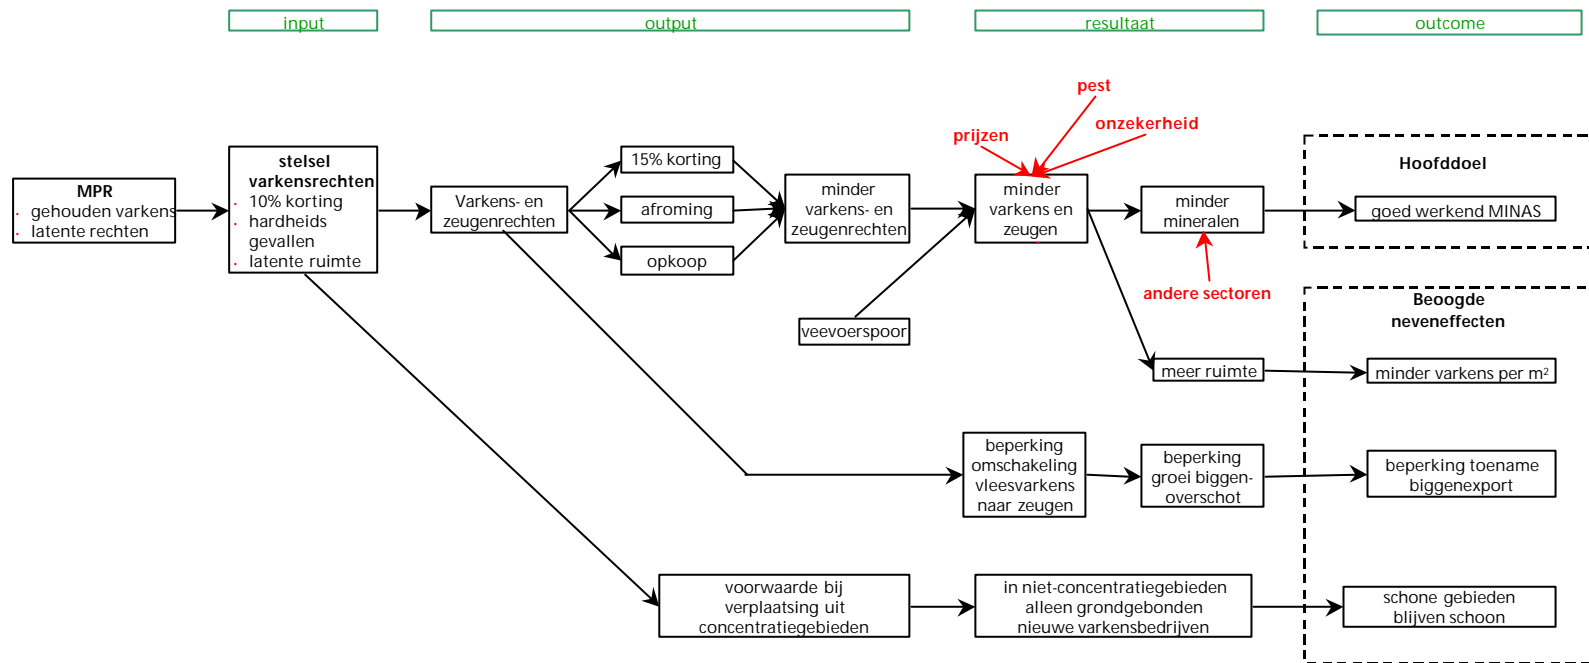 input
output
resultaat
outcome
pest
prijzen
onzekerheid
MPR
. gehouden varkens
. latente rechten
stelsel
varkensrechten
. 10% korting
. hardheids
gevallen
. latente ruimte
Varkens- en
zeugenrechten
15% korting
afroming
opkoop
minder
varkens- en
zeugenrechten
veevoerspoor
minder
varkens en
zeugen
minder
mineralen
andere sectoren
meer ruimte
Hoofddoel
goed werkend MINAS
Beoogde
neveneffecten
minder varkens per m²
beperking
omschakeling
vleesvarkens
naar zeugen
beperking
groei biggen-
overschot
beperking toename
biggenexport
voorwaarde bij
verplaatsing uit
concentratiegebieden
in niet-concentratiegebieden
alleen grondgebonden
nieuwe varkensbedrijven
schone gebieden
blijven schoon